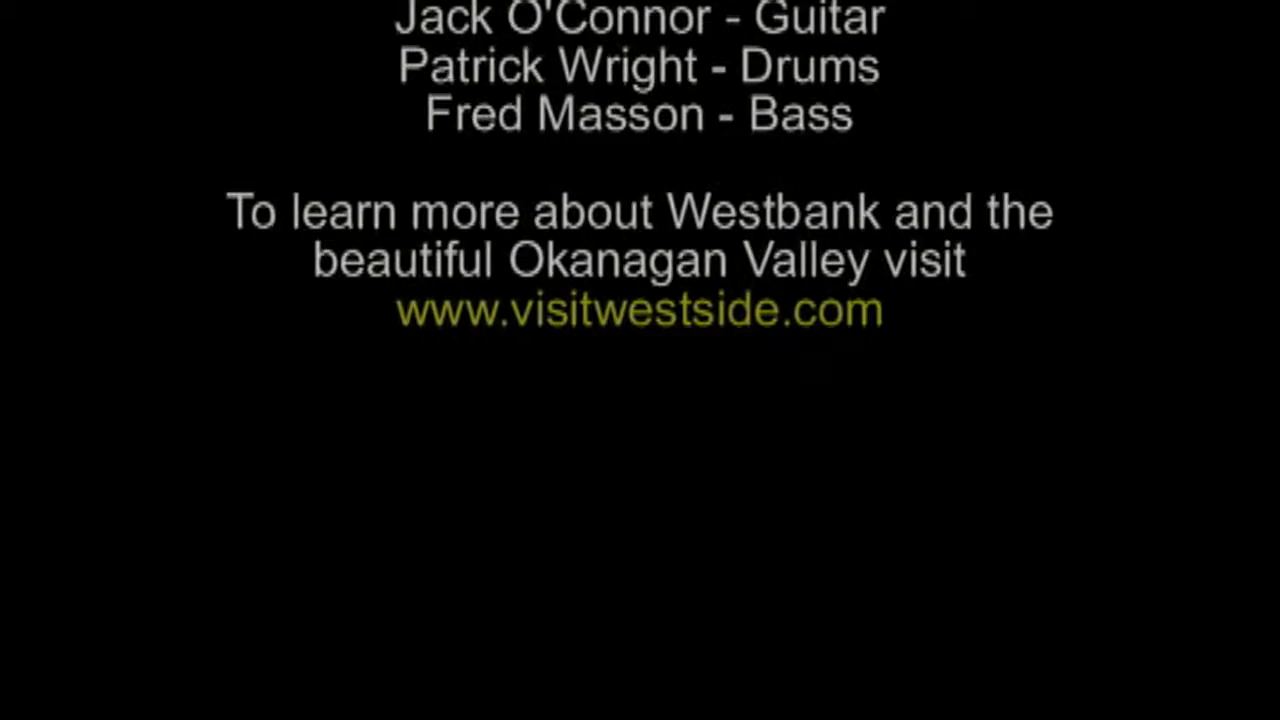 Jack O'Connor - Guitar
Patrick Wright - Drums
Fred Masson - Bass
To learn more about Westbank and the
beautiful Okanagan Valley visit
www.visitwestside.com